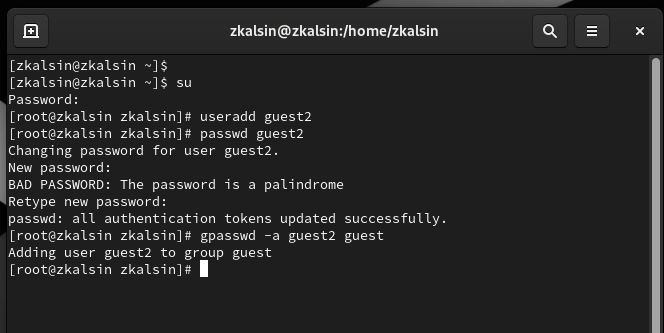 zkalsin@zkalsin:/home/zkalsin
[zkalsin@zkalsin ~]$
[zkalsin@zkalsin ~]$ su
Password:
[root@zkalsin zkalsin]# useradd guest2
[root@zkalsin zkalsin]# passwd guest2
Changing password for user guest2.
New password:
BAD PASSWORD: The password is a palindrome
Retype new password:
passwd: all authentication tokens updated successfully.
[root@zkalsin zkalsin]# gpasswd -a guest2 guest
Adding user guest2 to group guest
[root@zkalsin zkalsin]#